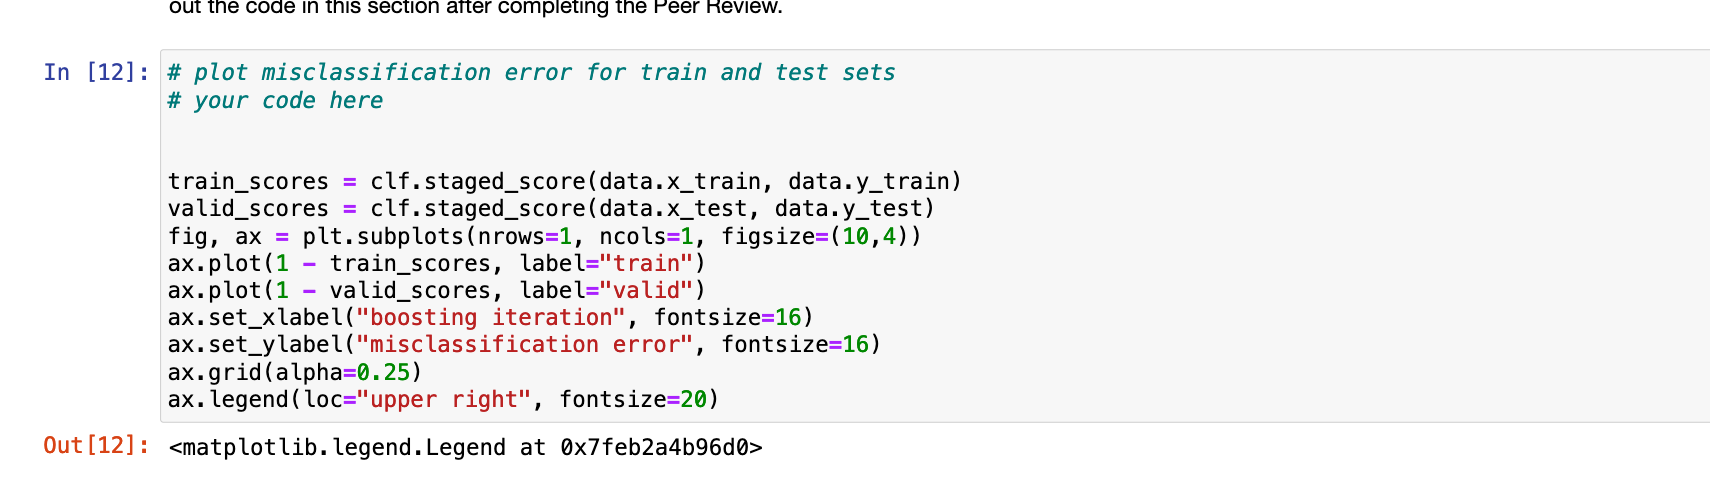 out the code in this section after completing the Peer Review.
In [12]: # plot misclassification error for train and test sets
# your code here
train_scores = clf.staged_score(data.x_train, data.y_train)
valid_scores = clf.staged_score(data.x_test, data.y_test)
fig, ax = plt.subplots(nrows=1, ncols=1, figsize=(10,4))
ax.plot(1 - train_scores, label="train")
ax.plot(1 - valid_scores, label="valid")
ax.set_xlabel("boosting iteration", fontsize=16)
ax.set_ylabel("misclassification error", fontsize=16)
ax.grid(alpha=0.25)
ax.legend(loc="upper right", fontsize=20)
Out[12]: <matplotlib.legend.Legend at 0x7feb2a4b96d0>